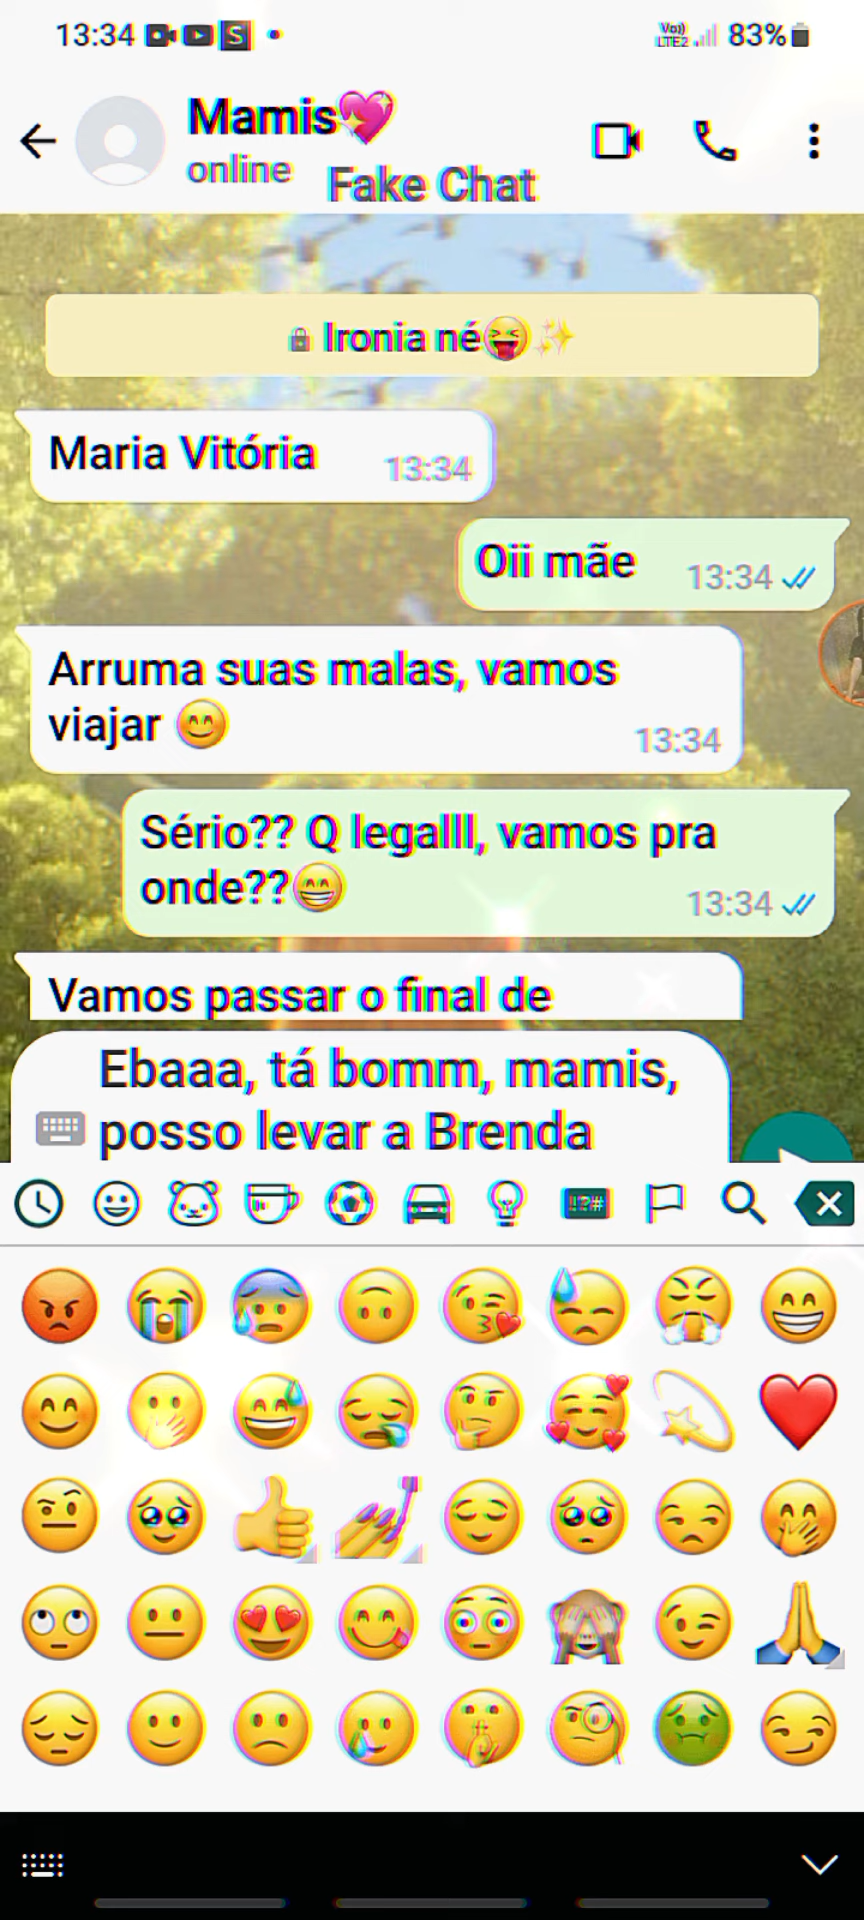 13:34 S 83%
Vo)) LTE2
Mamis💖
online
Fake Chat
Ironia né😝✨
Maria Vitória
13:34
Oii mãe
13:34
Arruma suas malas, vamos
viajar 😊
13:34
Sério?? Q legalll, vamos pra
onde??😁
13:34
Vamos passar o final de
Ebaaa, tá bomm, mamis,
posso levar a Brenda
!?#